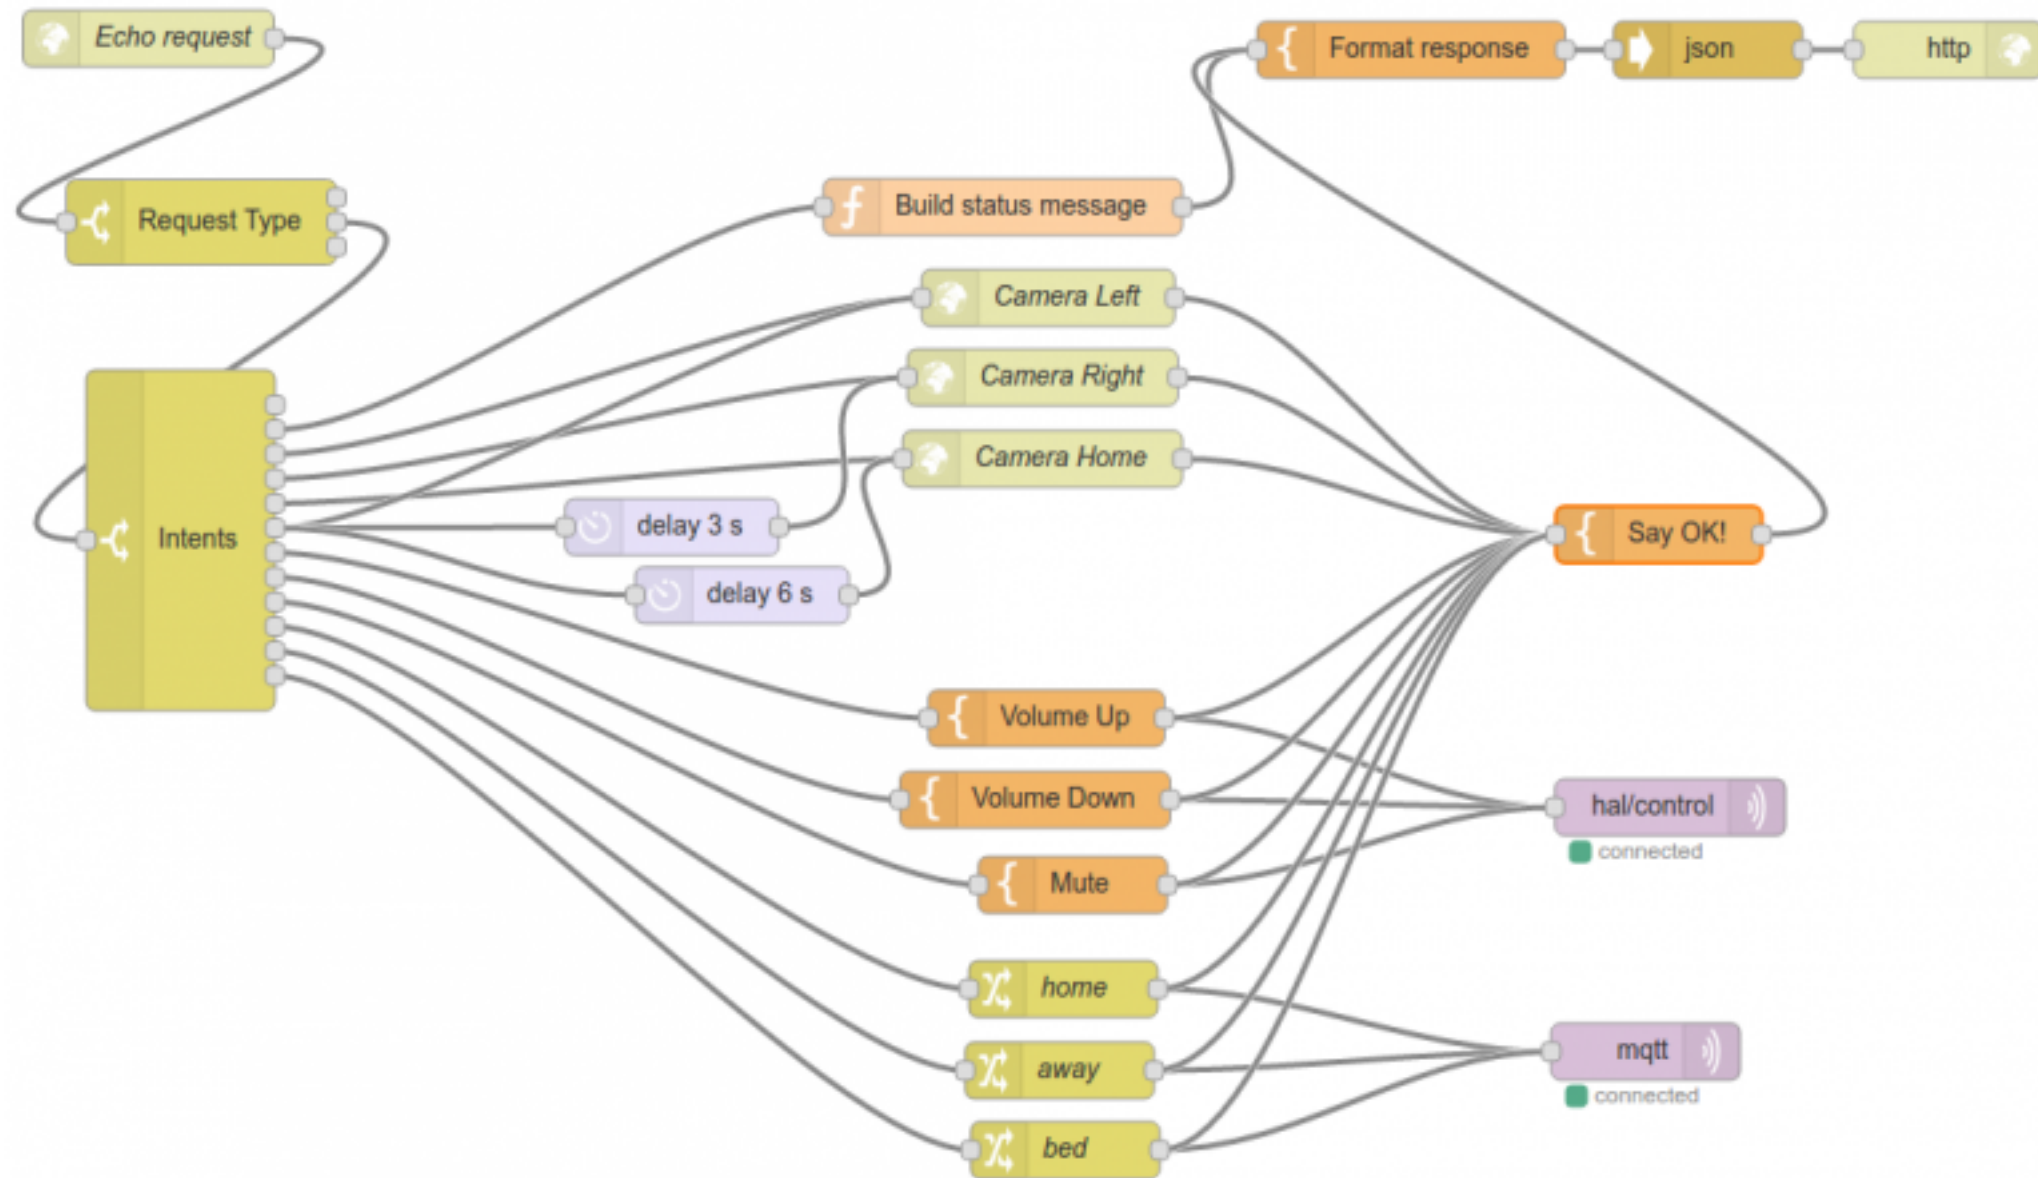 Echo request
Format response
json
http
Request Type
Build status message
Camera Left
Camera Right
Camera Home
Intents
delay 3 s
Say OK!
delay 6 s
Volume Up
Volume Down
hal/control
connected
Mute
home
mqtt
away
connected
bed